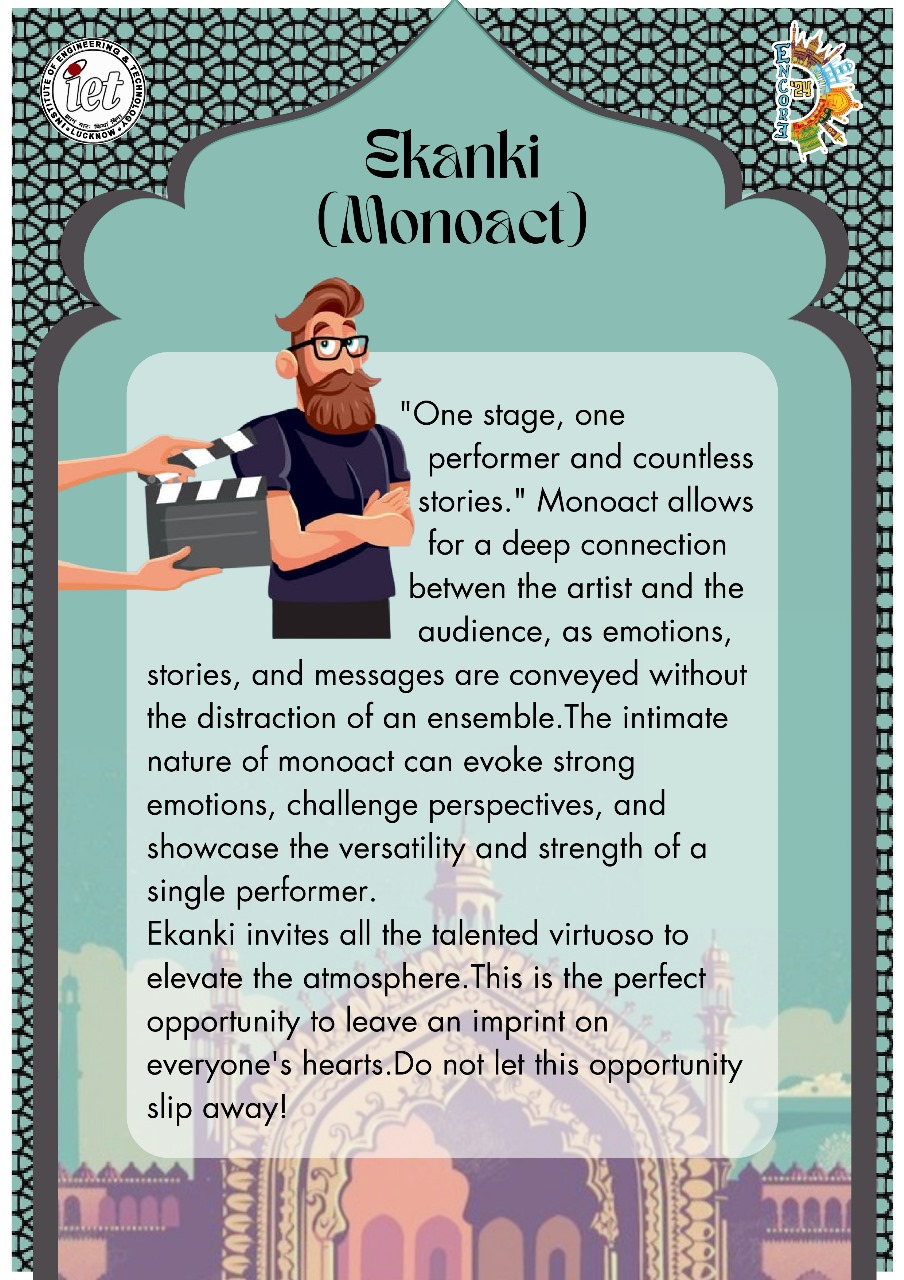 INSTITUTE OF ENGINEERING & TECHNOLOGY
iet
• LUCKNOW •
ENCORE
'24
Ekanki
(Monoact)
"One stage, one
performer and countless
stories." Monoact allows
for a deep connection
betwen the artist and the
audience, as emotions,
stories, and messages are conveyed without
the distraction of an ensemble.The intimate
nature of monoact can evoke strong
emotions, challenge perspectives, and
showcase the versatility and strength of a
single performer.
Ekanki invites all the talented virtuoso to
elevate the atmosphere.This is the perfect
opportunity to leave an imprint on
everyone's hearts.Do not let this opportunity
slip away!